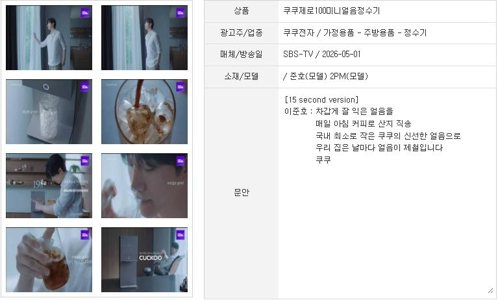 상품 쿠쿠제로100미니얼음정수기
광고주/업종 쿠쿠전자 / 가정용품 - 주방용품 - 정수기
매체/방송일 SBS-TV / 2026-05-01
소재/모델 / 준호(모델) 2PM(모델)
문안
[15 second version]
이준호 : 차갑게 잘 익은 얼음을
매일 아침 커피로 산지 직송
국내 최소로 작은 쿠쿠의 신선한 얼음으로
우리 집은 날마다 얼음이 제철입니다
쿠쿠
CUCKOO